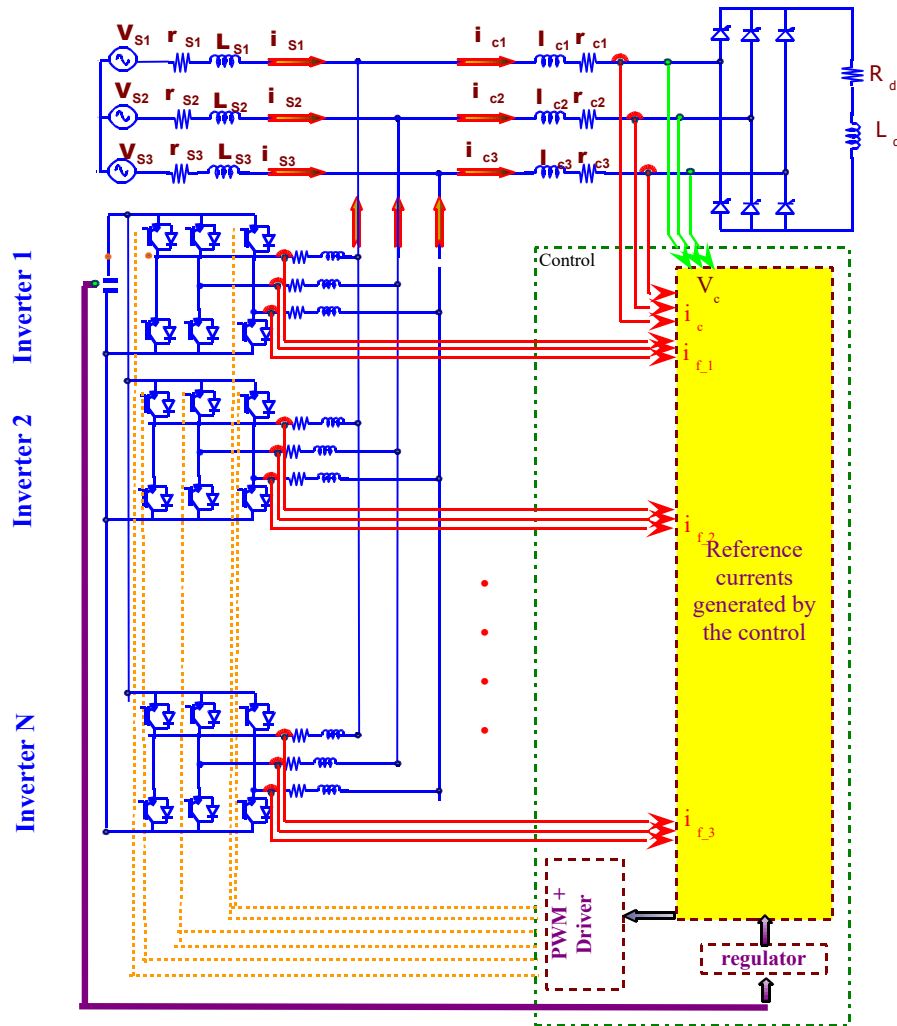 V S1 r S1 L S1 i S1 i c1 l c1 r c1
V S2 r S2 L S2 i S2 i c2 l c2 r c2
V S3 r S3 L S3 i S3 i c3 l c3 r c3
R d
L d
Inverter 1
Inverter 2
Inverter N
Control
V c
i c
i f_1
i f_2
Reference
currents
generated by
the control
i f_3
PWM +
Driver
regulator